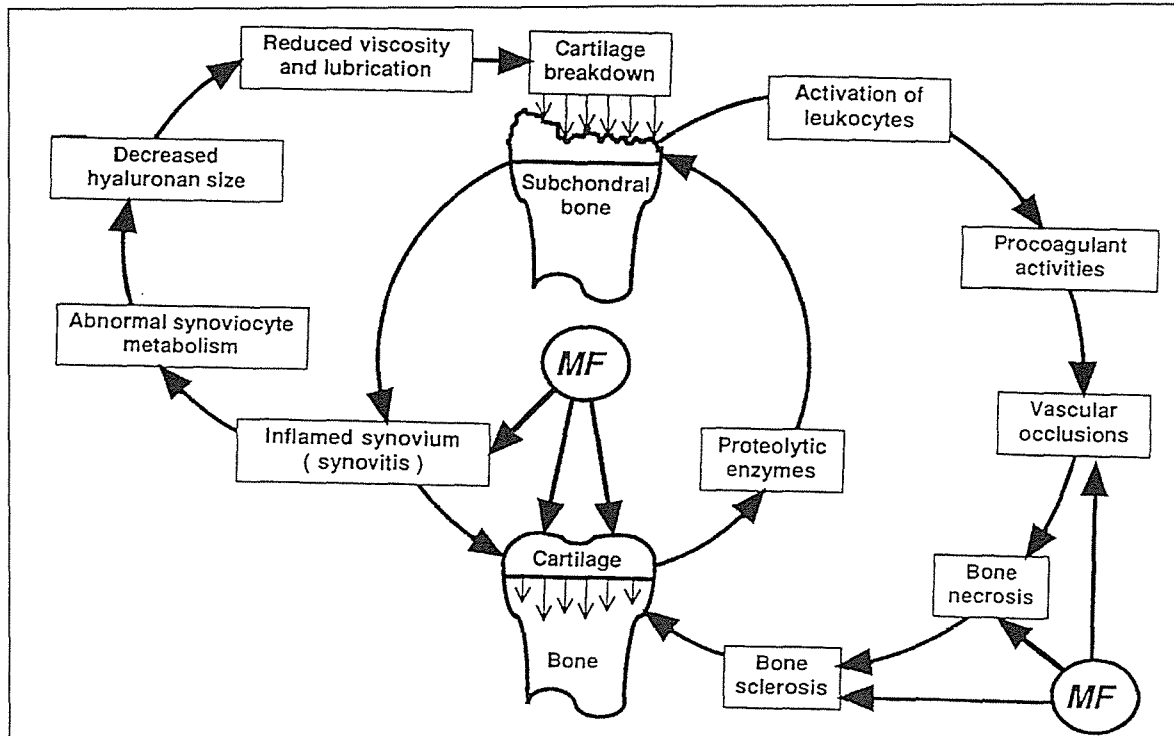 Reduced viscosity
and lubrication
Cartilage
breakdown
Activation of
leukocytes
Decreased
hyaluronan size
Subchondral
bone
Procoagulant
activities
Abnormal synoviocyte
metabolism
MF
Vascular
occlusions
Inflamed synovium
( synovitis )
Proteolytic
enzymes
Cartilage
Bone
necrosis
Bone
Bone
sclerosis
MF